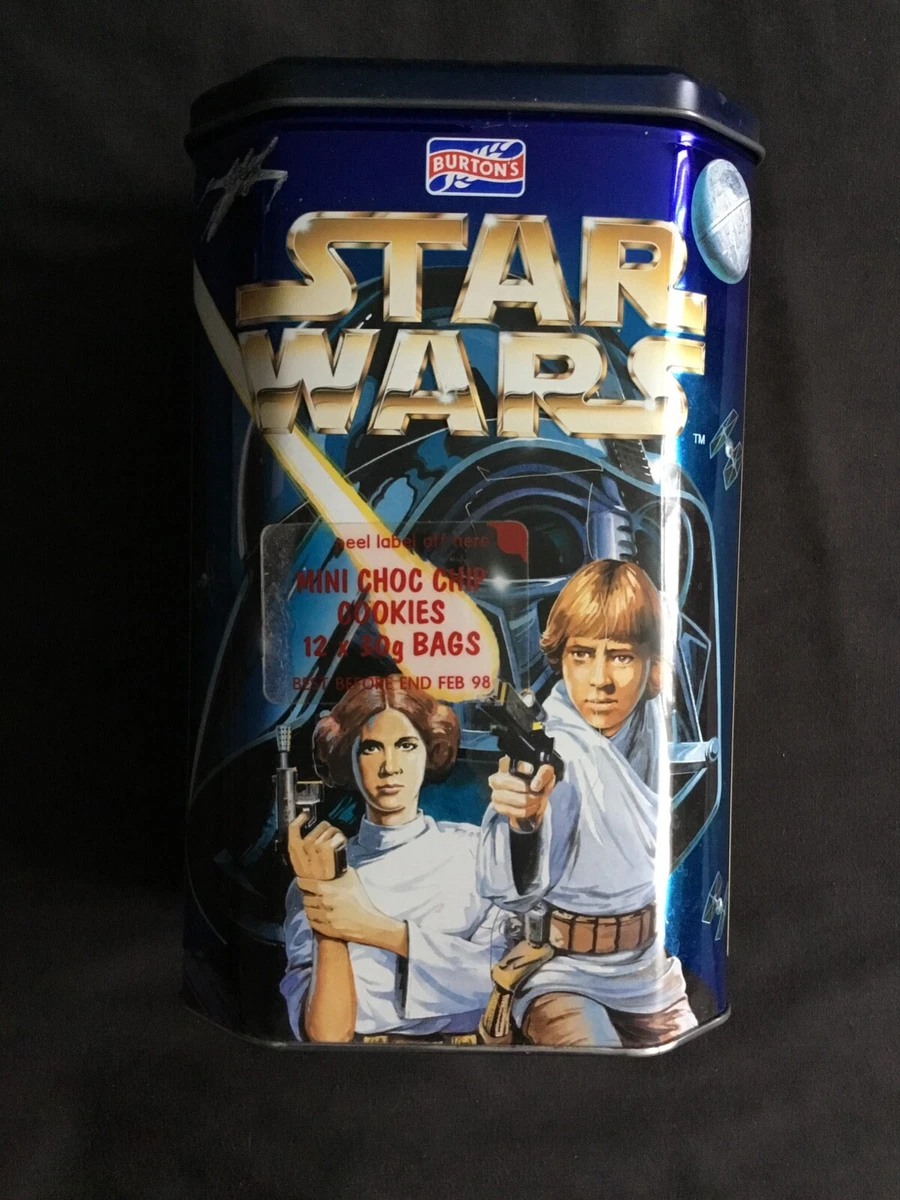 BURTON'S
STAR
WARS
TM
peel label off here
MINI CHOC CHIP
COOKIES
12 x 30g BAGS
BEST BEFORE END FEB 98